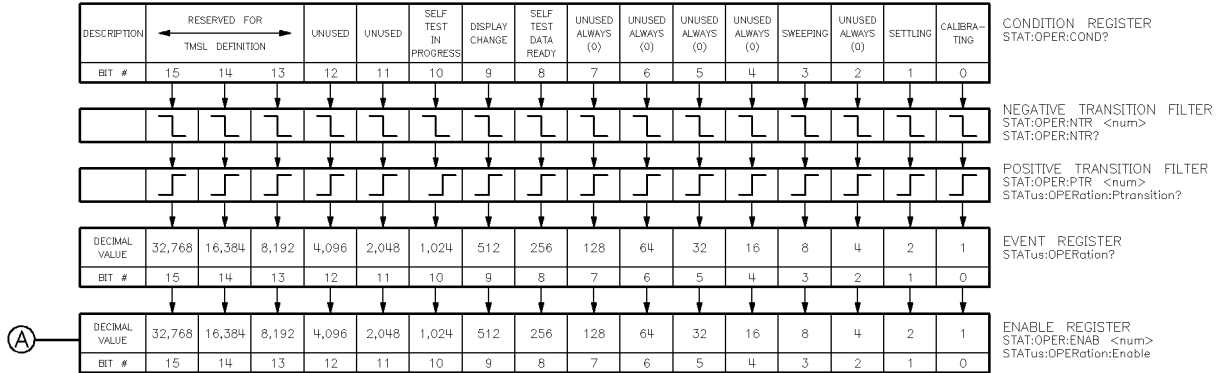 DESCRIPTION RESERVED FOR TMSL DEFINITION UNUSED UNUSED SELF TEST IN PROGRESS DISPLAY CHANGE SELF TEST DATA READY UNUSED ALWAYS (0) UNUSED ALWAYS (0) UNUSED ALWAYS (0) UNUSED ALWAYS (0) SWEEPING UNUSED ALWAYS (0) SETTLING CALIBRA- TING
BIT # 15 14 13 12 11 10 9 8 7 6 5 4 3 2 1 0
CONDITION REGISTER
STAT:OPER:COND?
NEGATIVE TRANSITION FILTER
STAT:OPER:NTR <num>
STAT:OPER:NTR?
POSITIVE TRANSITION FILTER
STAT:OPER:PTR <num>
STATus:OPERation:Ptransition?
DECIMAL VALUE 32,768 16,384 8,192 4,096 2,048 1,024 512 256 128 64 32 16 8 4 2 1
BIT # 15 14 13 12 11 10 9 8 7 6 5 4 3 2 1 0
EVENT REGISTER
STATus:OPERation?
A
DECIMAL VALUE 32,768 16,384 8,192 4,096 2,048 1,024 512 256 128 64 32 16 8 4 2 1
BIT # 15 14 13 12 11 10 9 8 7 6 5 4 3 2 1 0
ENABLE REGISTER
STAT:OPER:ENAB <num>
STATus:OPERation:Enable